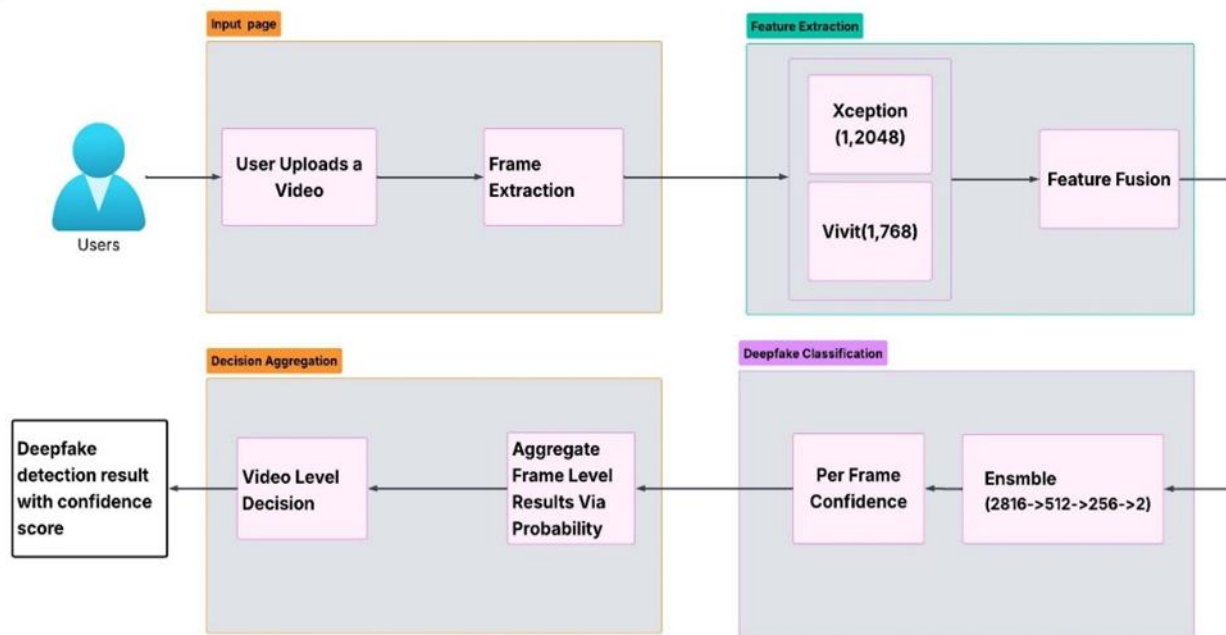 Input page
Feature Extraction
User Uploads a
Video
Frame
Extraction
Xception
(1,2048)
Vivit(1,768)
Feature Fusion
Users
Decision Aggregation
Deepfake Classification
Deepfake
detection result
with confidence
score
Video Level
Decision
Aggregate
Frame Level
Results Via
Probability
Per Frame
Confidence
Ensmble
(2816->512->256->2)